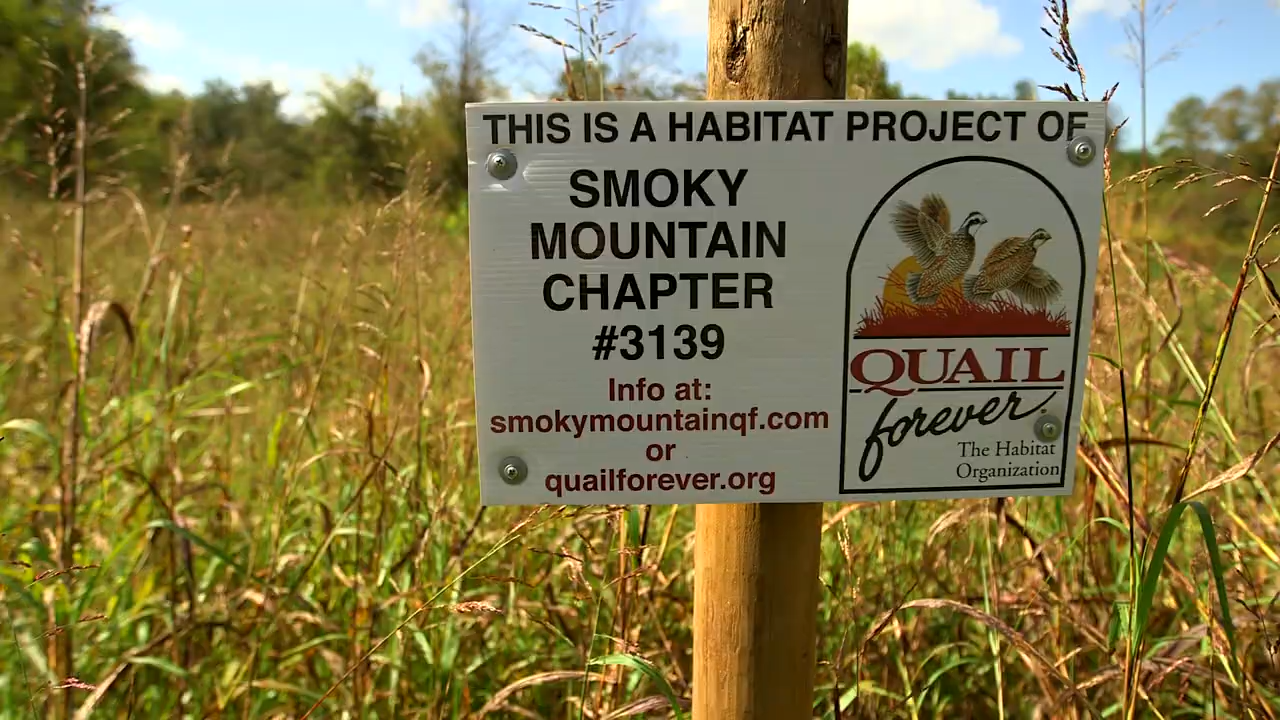 THIS IS A HABITAT PROJECT OF
SMOKY
MOUNTAIN
CHAPTER
#3139
Info at:
smokymountainqf.com
or
quailforever.org
QUAIL
forever
The Habitat
Organization